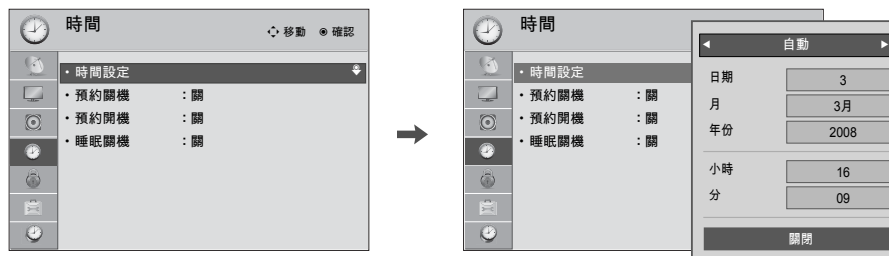 時間
移動 確認
・時間設定
・預約關機 ：關
・預約開機 ：關
・睡眠關機 ：關
時間
・時間設定
・預約關機 ：關
・預約開機 ：關
・睡眠關機 ：關
自動
日期 3
月 3月
年份 2008
小時 16
分 09
關閉